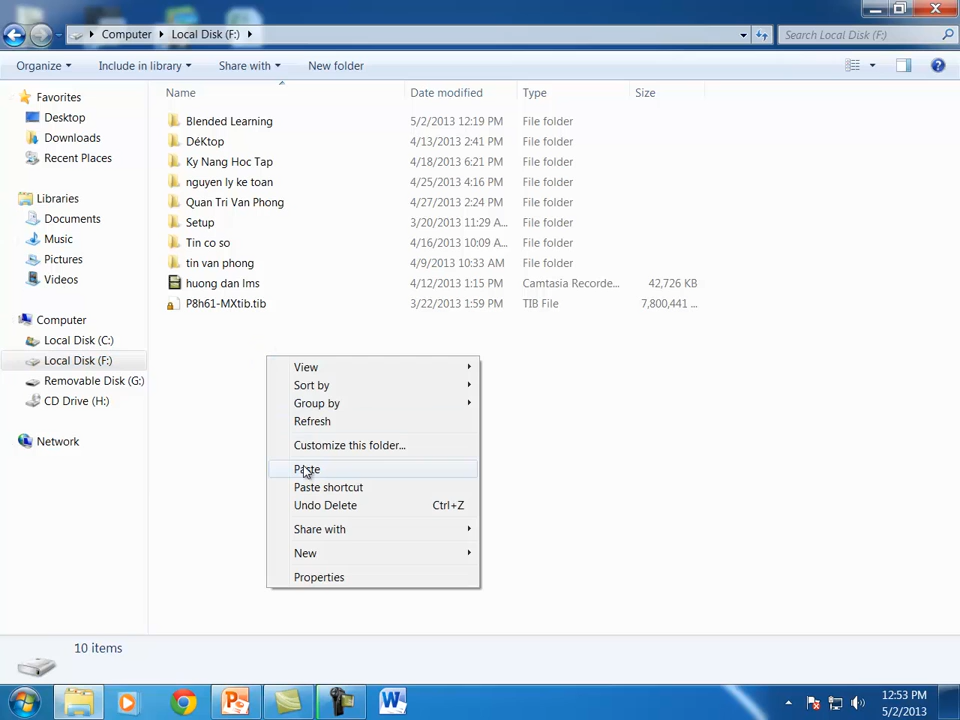 Computer Local Disk (F:)
Search Local Disk (F:)
Organize Include in library Share with New folder
Name Date modified Type Size
Favorites
Desktop
Downloads
Recent Places
Libraries
Documents
Music
Pictures
Videos
Computer
Local Disk (C:)
Local Disk (F:)
Removable Disk (G:)
CD Drive (H:)
Network
Blended Learning 5/2/2013 12:19 PM File folder
DéKtop 4/13/2013 2:41 PM File folder
Ky Nang Hoc Tap 4/18/2013 6:21 PM File folder
nguyen ly ke toan 4/25/2013 4:16 PM File folder
Quan Tri Van Phong 4/27/2013 2:24 PM File folder
Setup 3/20/2013 11:29 A... File folder
Tin co so 4/16/2013 10:09 A... File folder
tin van phong 4/9/2013 10:33 AM File folder
huong dan lms 4/12/2013 1:15 PM Camtasia Recorde... 42,726 KB
P8h61-MXtib.tib 3/22/2013 1:59 PM TIB File 7,800,441 ...
View
Sort by
Group by
Refresh
Customize this folder...
Paste
Paste shortcut
Undo Delete Ctrl+Z
Share with
New
Properties
10 items
12:53 PM
5/2/2013